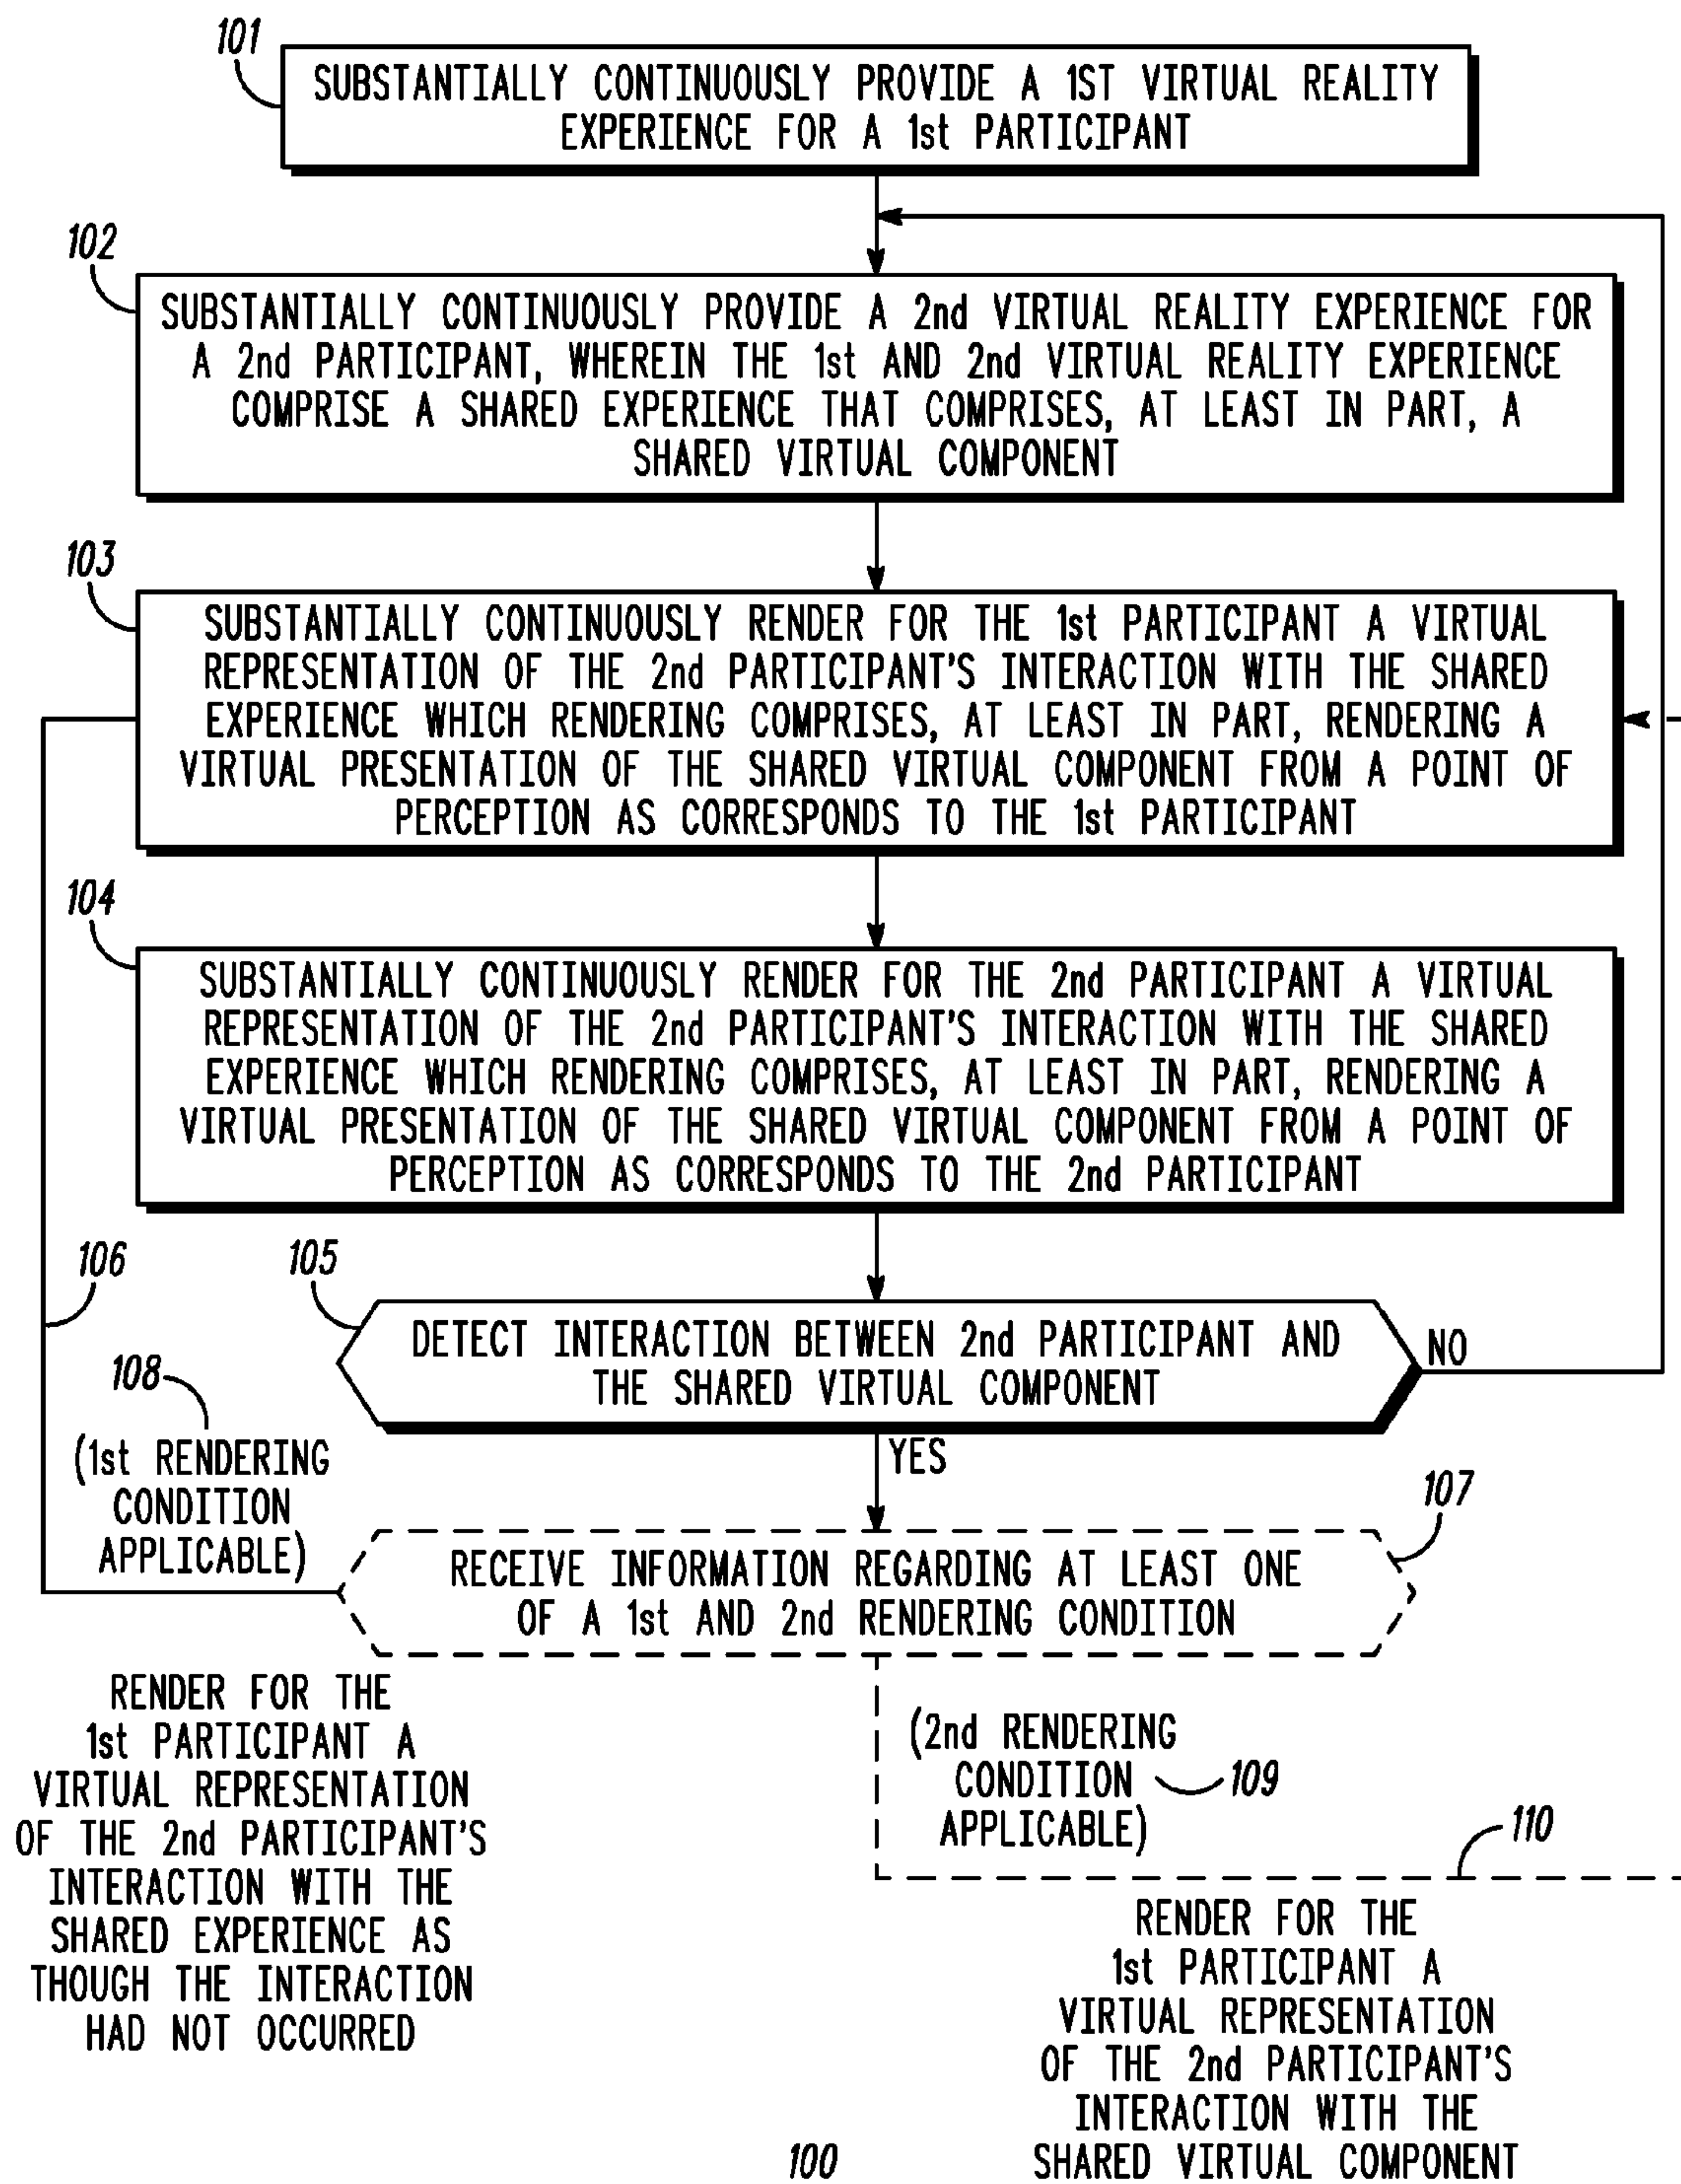 101
SUBSTANTIALLY CONTINUOUSLY PROVIDE A 1ST VIRTUAL REALITY
EXPERIENCE FOR A 1st PARTICIPANT
102
SUBSTANTIALLY CONTINUOUSLY PROVIDE A 2nd VIRTUAL REALITY EXPERIENCE FOR
A 2nd PARTICIPANT, WHEREIN THE 1st AND 2nd VIRTUAL REALITY EXPERIENCE
COMPRISE A SHARED EXPERIENCE THAT COMPRISES, AT LEAST IN PART, A
SHARED VIRTUAL COMPONENT
103
SUBSTANTIALLY CONTINUOUSLY RENDER FOR THE 1st PARTICIPANT A VIRTUAL
REPRESENTATION OF THE 2nd PARTICIPANT'S INTERACTION WITH THE SHARED
EXPERIENCE WHICH RENDERING COMPRISES, AT LEAST IN PART, RENDERING A
VIRTUAL PRESENTATION OF THE SHARED VIRTUAL COMPONENT FROM A POINT OF
PERCEPTION AS CORRESPONDS TO THE 1st PARTICIPANT
104
SUBSTANTIALLY CONTINUOUSLY RENDER FOR THE 2nd PARTICIPANT A VIRTUAL
REPRESENTATION OF THE 2nd PARTICIPANT'S INTERACTION WITH THE SHARED
EXPERIENCE WHICH RENDERING COMPRISES, AT LEAST IN PART, RENDERING A
VIRTUAL PRESENTATION OF THE SHARED VIRTUAL COMPONENT FROM A POINT OF
PERCEPTION AS CORRESPONDS TO THE 2nd PARTICIPANT
106
105
DETECT INTERACTION BETWEEN 2nd PARTICIPANT AND
THE SHARED VIRTUAL COMPONENT
NO
YES
108
(1st RENDERING
CONDITION
APPLICABLE)
107
RECEIVE INFORMATION REGARDING AT LEAST ONE
OF A 1st AND 2nd RENDERING CONDITION
RENDER FOR THE
1st PARTICIPANT A
VIRTUAL REPRESENTATION
OF THE 2nd PARTICIPANT'S
INTERACTION WITH THE
SHARED EXPERIENCE AS
THOUGH THE INTERACTION
HAD NOT OCCURRED
(2nd RENDERING
CONDITION
APPLICABLE)
109
110
RENDER FOR THE
1st PARTICIPANT A
VIRTUAL REPRESENTATION
OF THE 2nd PARTICIPANT'S
INTERACTION WITH THE
SHARED VIRTUAL COMPONENT
100